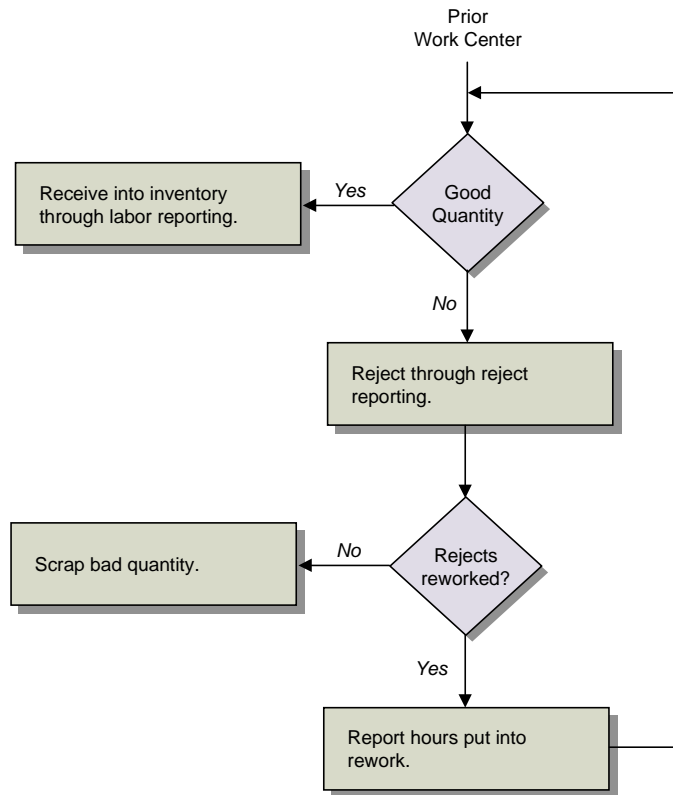 Prior
Work Center
Good
Quantity
Yes
Receive into inventory
through labor reporting.
No
Reject through reject
reporting.
Rejects
reworked?
No
Scrap bad quantity.
Yes
Report hours put into
rework.